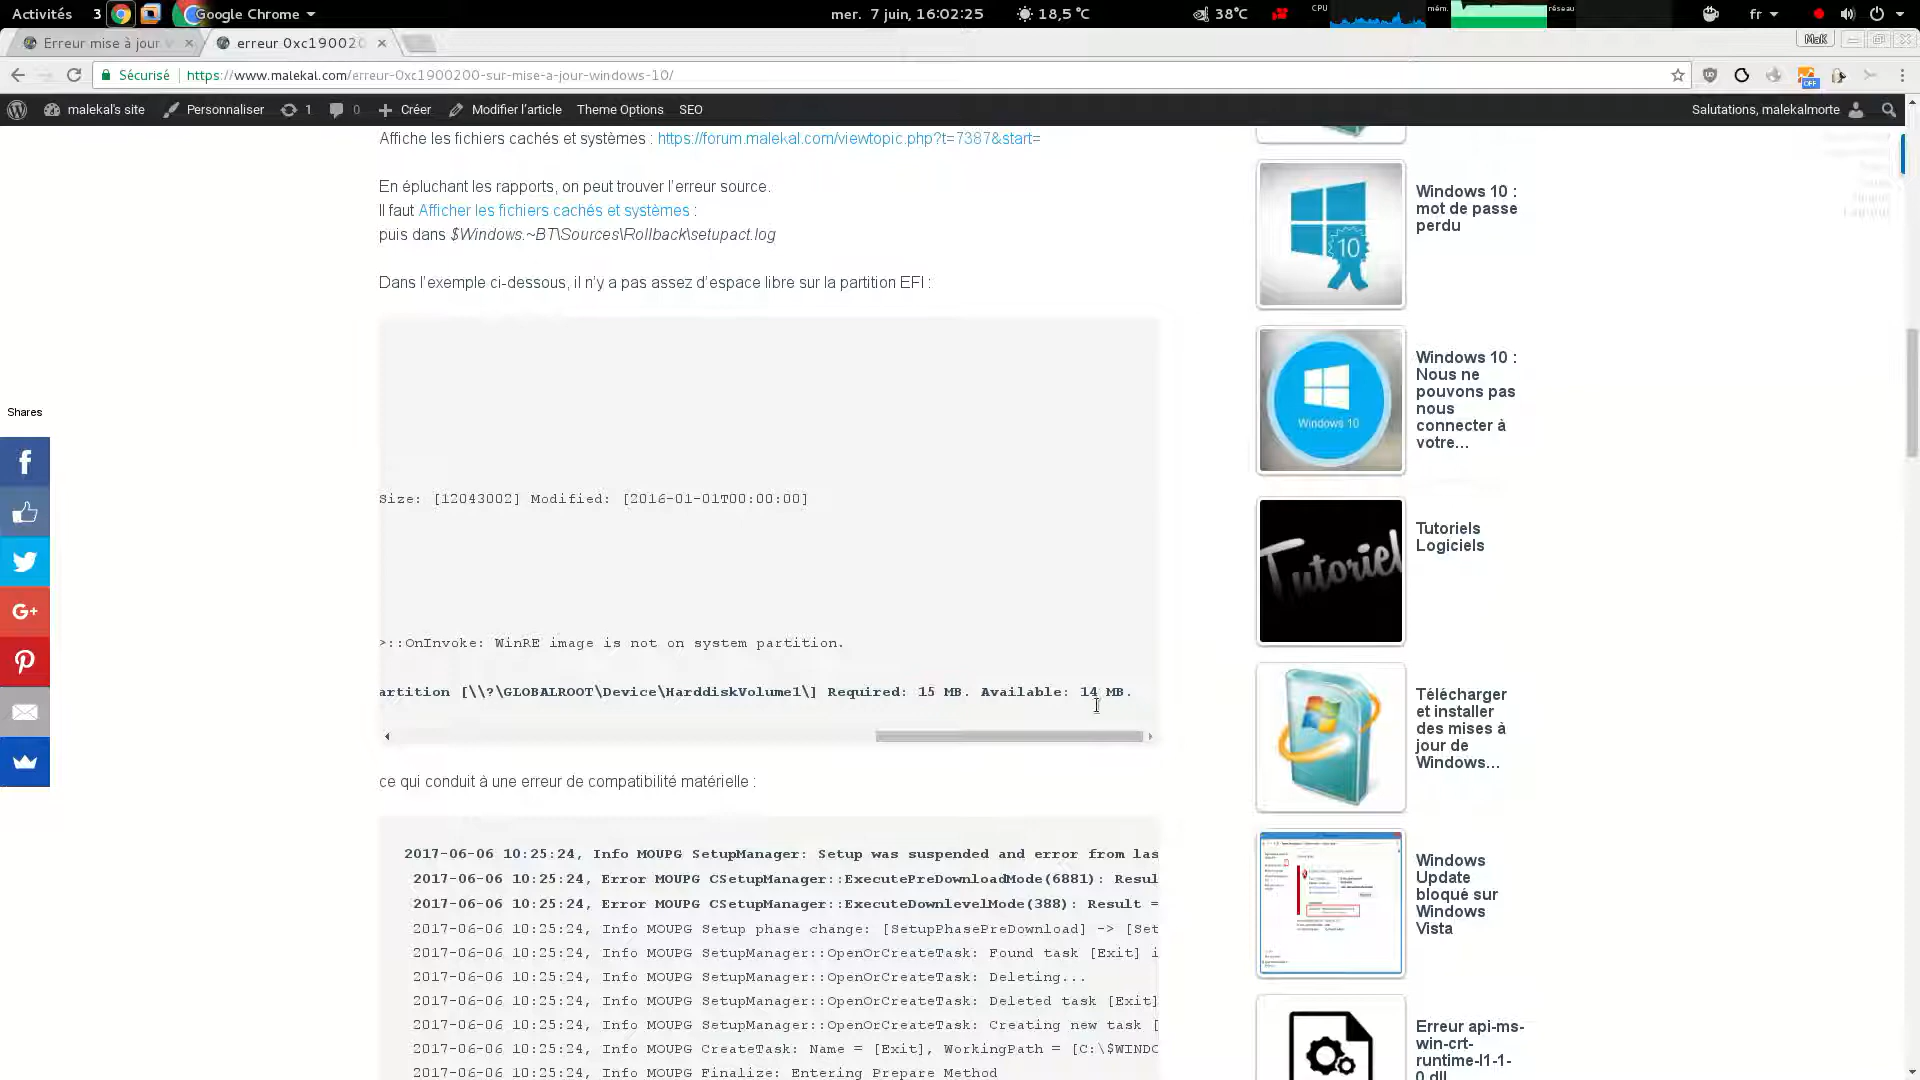 Activités 3 Google Chrome mer. 7 juin, 16:02:25 18,5 °C 38°C CPU mém. réseau fr
Erreur mise à jour erreur 0xc190020 MaK
Sécurisé https://www.malekal.com/erreur-0xc1900200-sur-mise-a-jour-windows-10/ OFF
malekal's site Personnaliser 1 0 Créer Modifier l'article Theme Options SEO Salutations, malekalmorte
Affiche les fichiers cachés et systèmes : https://forum.malekal.com/viewtopic.php?t=7387&start=
En épluchant les rapports, on peut trouver l'erreur source.
Il faut Afficher les fichiers cachés et systèmes :
puis dans $Windows.~BT\Sources\Rollback\setupact.log
Dans l'exemple ci-dessous, il n'y a pas assez d'espace libre sur la partition EFI :
Size: [12043002] Modified: [2016-01-01T00:00:00]
>::OnInvoke: WinRE image is not on system partition.
artition [\\?\GLOBALROOT\Device\HarddiskVolume1\] Required: 15 MB. Available: 14 MB.
ce qui conduit à une erreur de compatibilité matérielle :
2017-06-06 10:25:24, Info MOUPG SetupManager: Setup was suspended and error from las
2017-06-06 10:25:24, Error MOUPG CSetupManager::ExecutePreDownloadMode(6881): Resul
2017-06-06 10:25:24, Error MOUPG CSetupManager::ExecuteDownlevelMode(388): Result =
2017-06-06 10:25:24, Info MOUPG Setup phase change: [SetupPhasePreDownload] -> [Set
2017-06-06 10:25:24, Info MOUPG SetupManager::OpenOrCreateTask: Found task [Exit] i
2017-06-06 10:25:24, Info MOUPG SetupManager::OpenOrCreateTask: Deleting...
2017-06-06 10:25:24, Info MOUPG SetupManager::OpenOrCreateTask: Deleted task [Exit]
2017-06-06 10:25:24, Info MOUPG SetupManager::OpenOrCreateTask: Creating new task [
2017-06-06 10:25:24, Info MOUPG CreateTask: Name = [Exit], WorkingPath = [C:\$WINDO
2017-06-06 10:25:24, Info MOUPG Finalize: Entering Prepare Method
Shares
f
G+
10
Windows 10 :
mot de passe
perdu
Windows 10
Windows 10 :
Nous ne
pouvons pas
nous
connecter à
votre...
Tutoriel
Tutoriels
Logiciels
Télécharger
et installer
des mises à
jour de
Windows...
Windows
Update
bloqué sur
Windows
Vista
Erreur api-ms-
win-crt-
runtime-l1-1-
0.dll